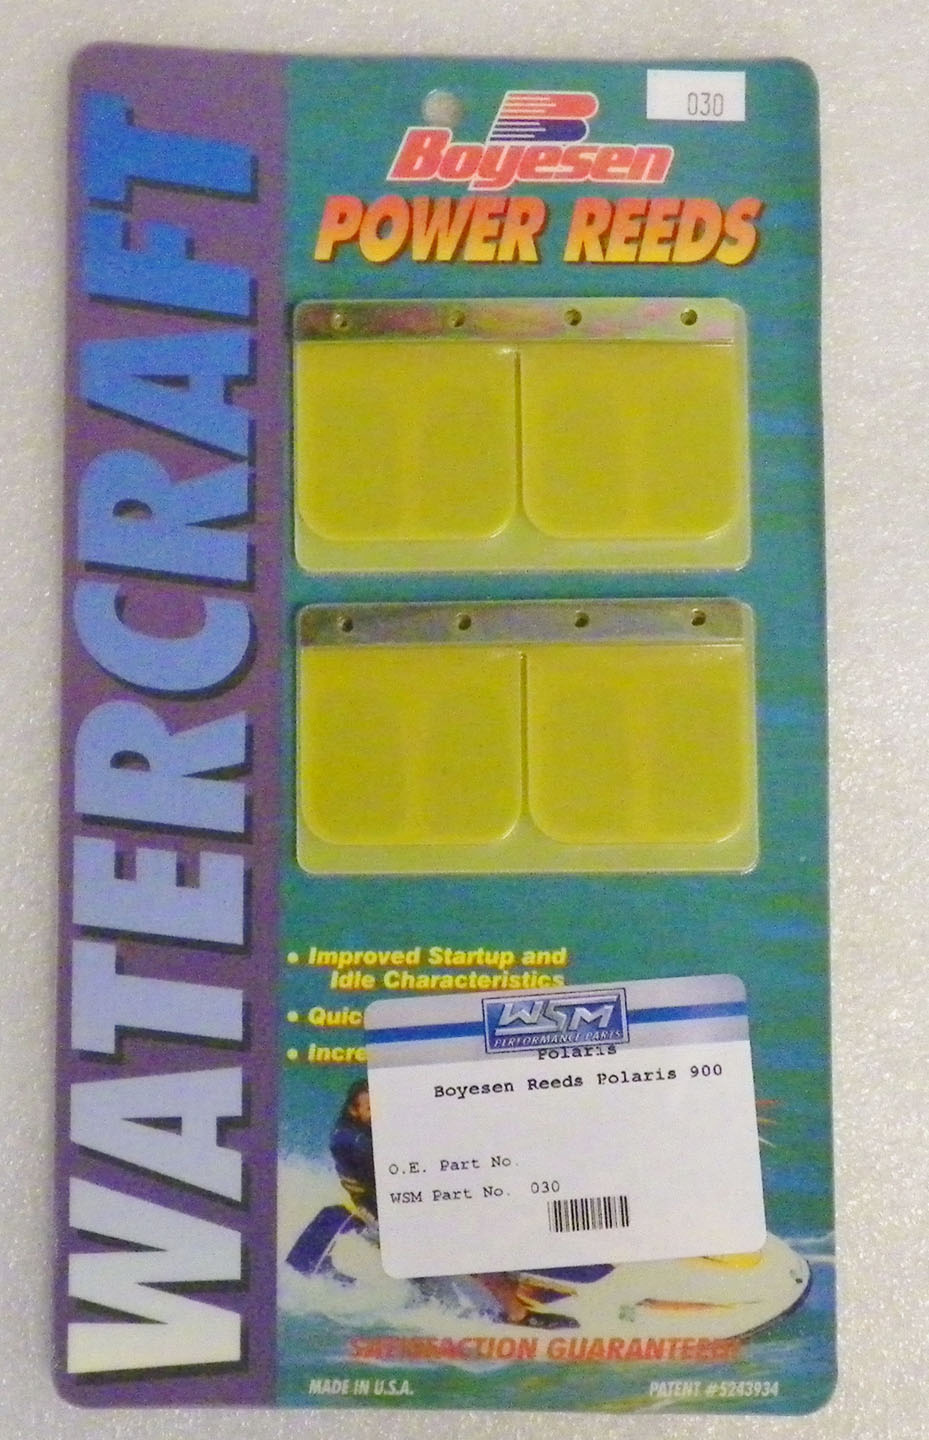 WATERCRAFT
030
Boyesen
POWER REEDS
• Improved Startup and
Idle Characteristics
• Quic
• Incre
WSM
PERFORMANCE PARTS
Polaris
Boyesen Reeds Polaris 900
O.E. Part No.
WSM Part No. 030
SATISFACTION GUARANTEED
MADE IN U.S.A.
PATENT #5243934